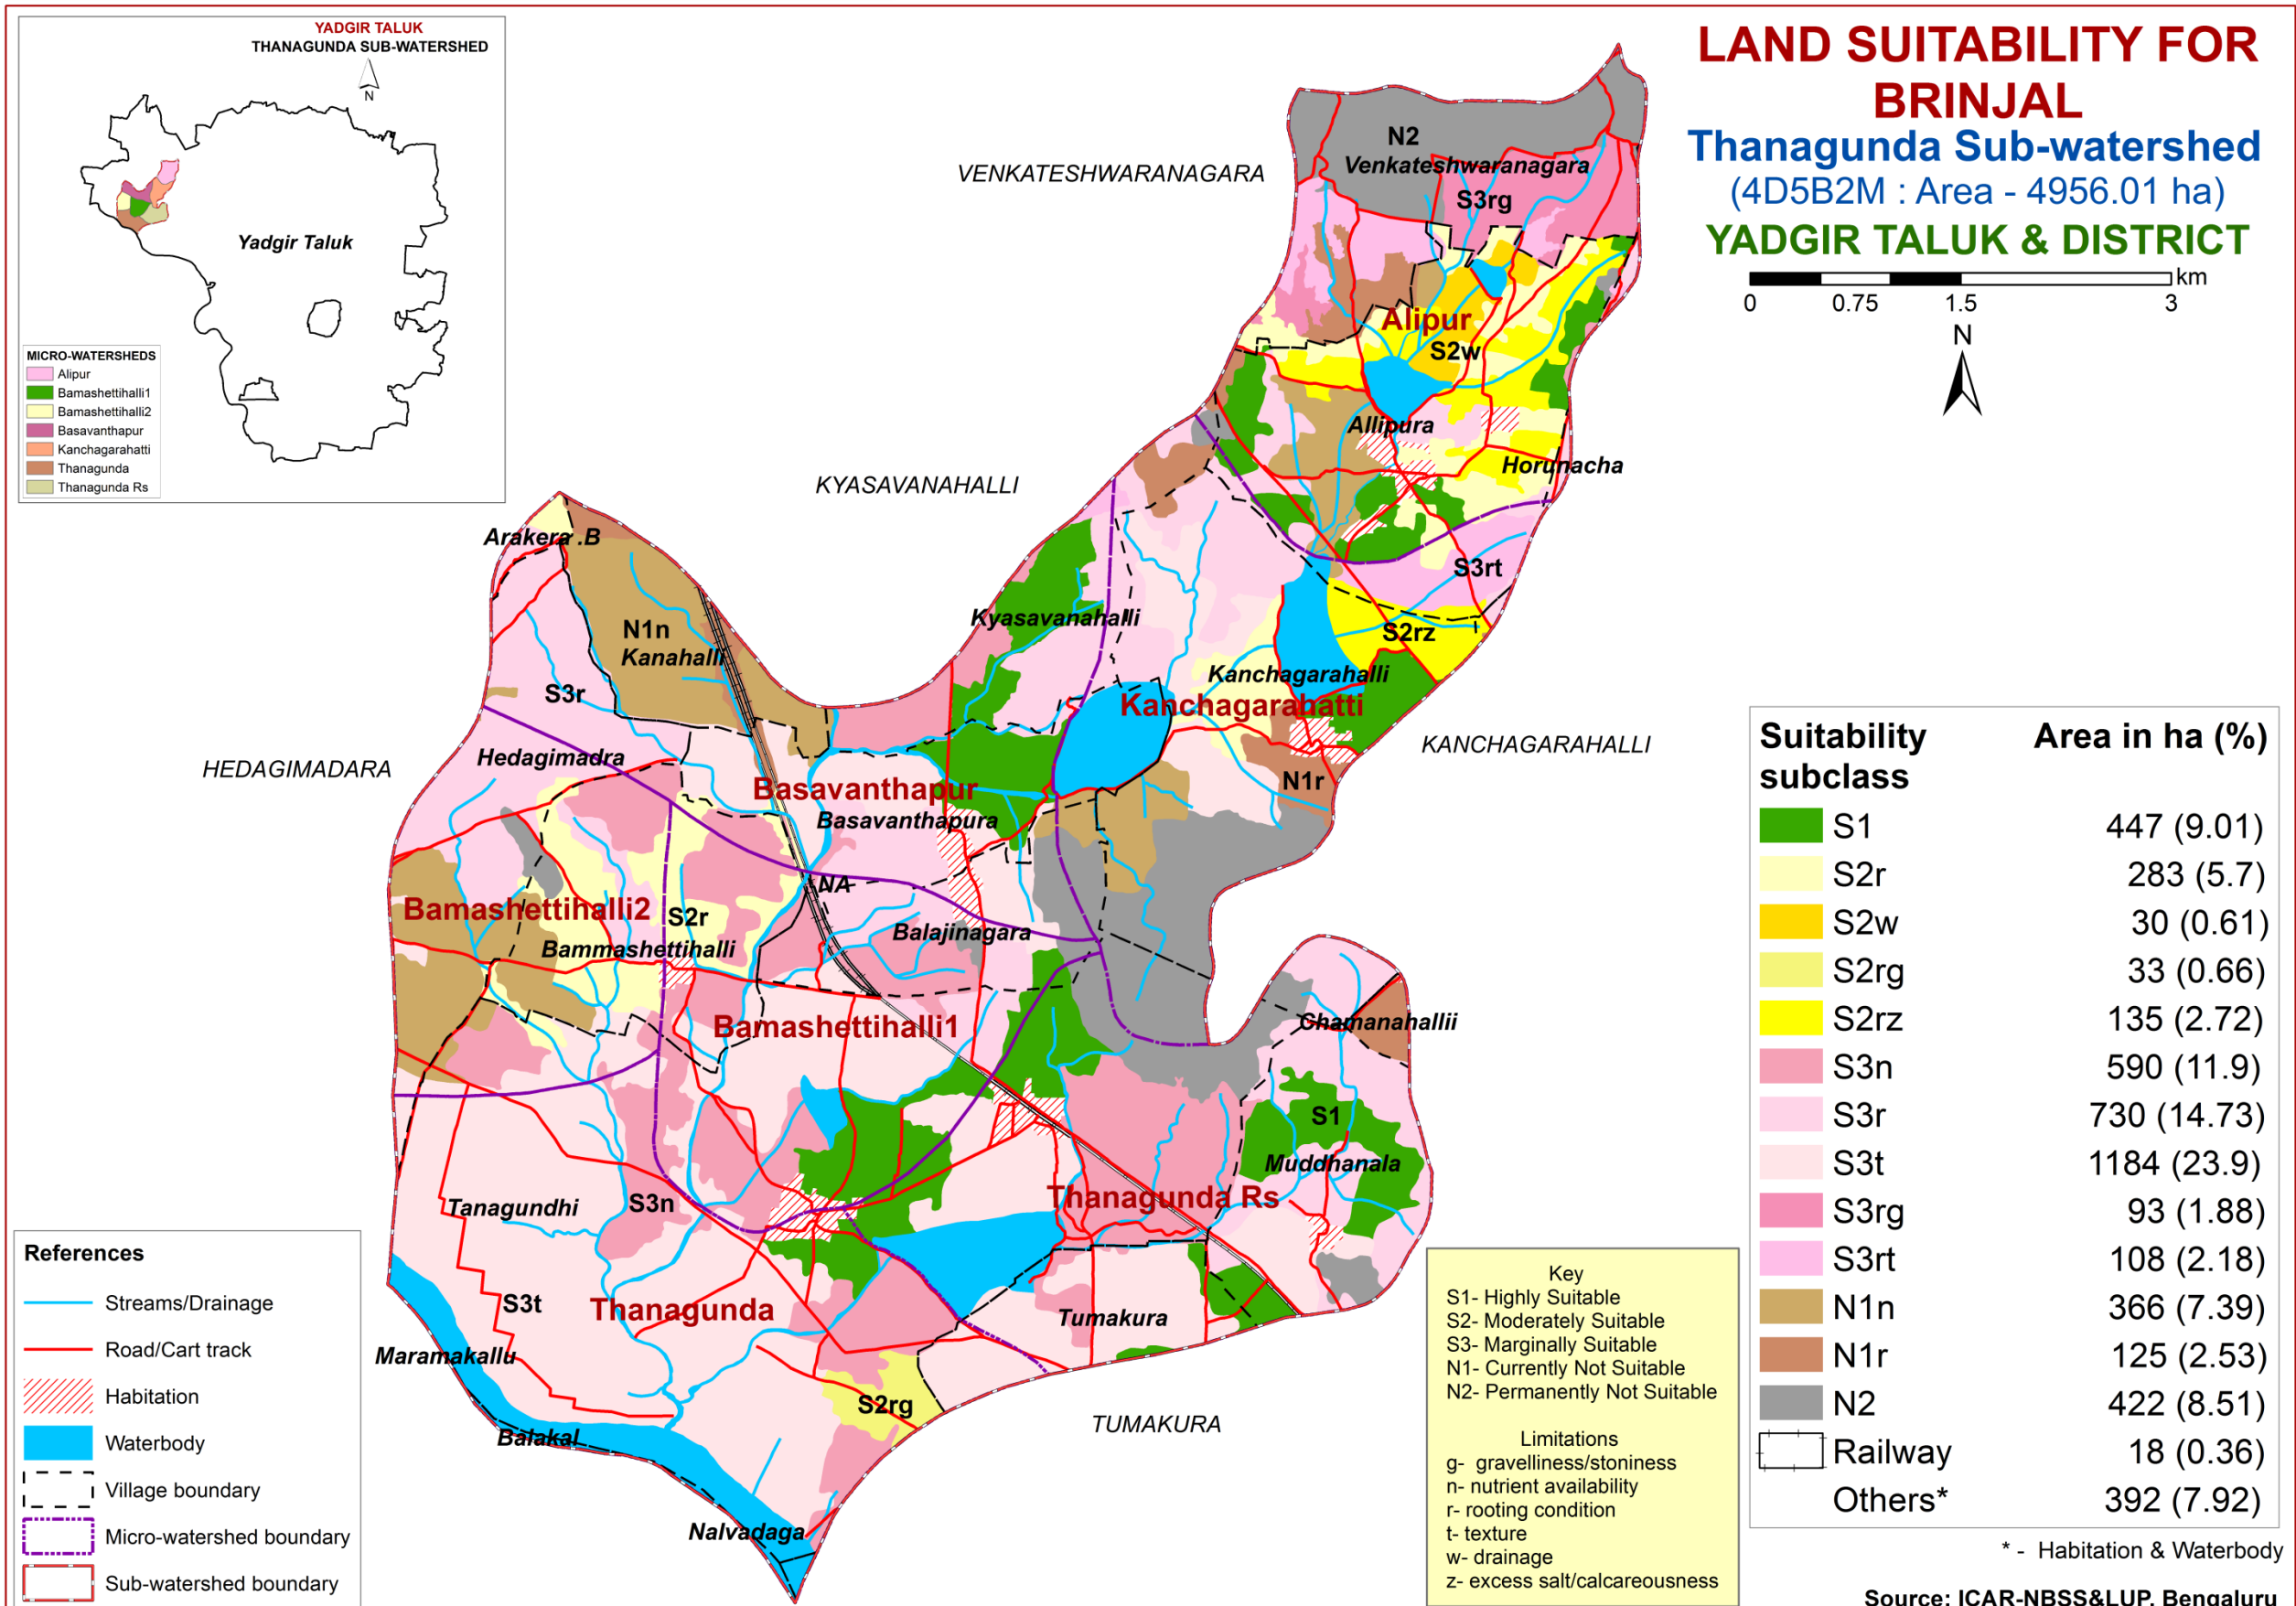 YADGIR TALUK
THANAGUNDA SUB-WATERSHED
N
Yadgir Taluk
MICRO-WATERSHEDS
Alipur
Bamashettihalli1
Bamashettihalli2
Basavanthapur
Kanchagarahatti
Thanagunda
Thanagunda Rs
LAND SUITABILITY FOR
BRINJAL
Thanagunda Sub-watershed
(4D5B2M : Area - 4956.01 ha)
YADGIR TALUK & DISTRICT
km
0 0.75 1.5 3
N
N2
VENKATESHWARANAGARA
Venkateshwaranagara
S3rg
Alipur
S2w
Allipura
Horunacha
KYASAVANAHALLI
Arakera .B
S3rt
Kyasavanahalli
N1n
S2rz
Kanahalli
Kanchagarahalli
S3r
Kanchagarahatti
KANCHAGARAHALLI
Hedagimadra
HEDAGIMADARA
N1r
Basavanthapur
Basavanthapura
NA
Bamashettihalli2
S2r
Balajinagara
Bammashettihalli
Chamanahallii
Bamashettihalli1
S1
Muddhanala
Thanagunda Rs
Tanagundhi
S3n
S3t
Thanagunda
Tumakura
Maramakallu
S2rg
TUMAKURA
Balakal
Nalvadaga
Suitability Area in ha (%)
subclass
S1 447 (9.01)
S2r 283 (5.7)
S2w 30 (0.61)
S2rg 33 (0.66)
S2rz 135 (2.72)
S3n 590 (11.9)
S3r 730 (14.73)
S3t 1184 (23.9)
S3rg 93 (1.88)
S3rt 108 (2.18)
N1n 366 (7.39)
N1r 125 (2.53)
N2 422 (8.51)
Railway 18 (0.36)
Others* 392 (7.92)
* - Habitation & Waterbody
Source: ICAR-NBSS&LUP, Bengaluru
References
Streams/Drainage
Road/Cart track
Habitation
Waterbody
Village boundary
Micro-watershed boundary
Sub-watershed boundary
Key
S1- Highly Suitable
S2- Moderately Suitable
S3- Marginally Suitable
N1- Currently Not Suitable
N2- Permanently Not Suitable
Limitations
g- gravelliness/stoniness
n- nutrient availability
r- rooting condition
t- texture
w- drainage
z- excess salt/calcareousness